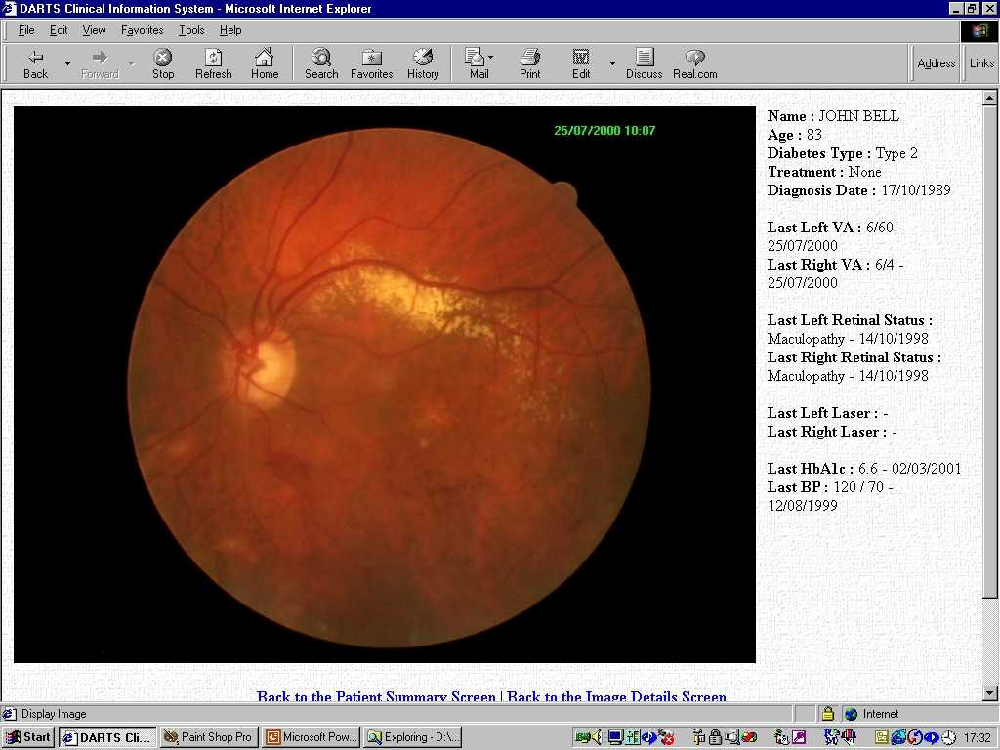 DARTS Clinical Information System - Microsoft Internet Explorer
File Edit View Favorites Tools Help
Back Forward Stop Refresh Home Search Favorites History Mail Print Edit Discuss Real.com Address Links
25/07/2000 10:07
Name : JOHN BELL
Age : 83
Diabetes Type : Type 2
Treatment : None
Diagnosis Date : 17/10/1989
Last Left VA : 6/60 -
25/07/2000
Last Right VA : 6/4 -
25/07/2000
Last Left Retinal Status :
Maculopathy - 14/10/1998
Last Right Retinal Status :
Maculopathy - 14/10/1998
Last Left Laser : -
Last Right Laser : -
Last HbA1c : 6.6 - 02/03/2001
Last BP : 120 / 70 -
12/08/1999
Back to the Patient Summary Screen | Back to the Image Details Screen
Display Image Internet
Start DARTS Cli... Paint Shop Pro Microsoft Pow... Exploring - D:\... 17:32